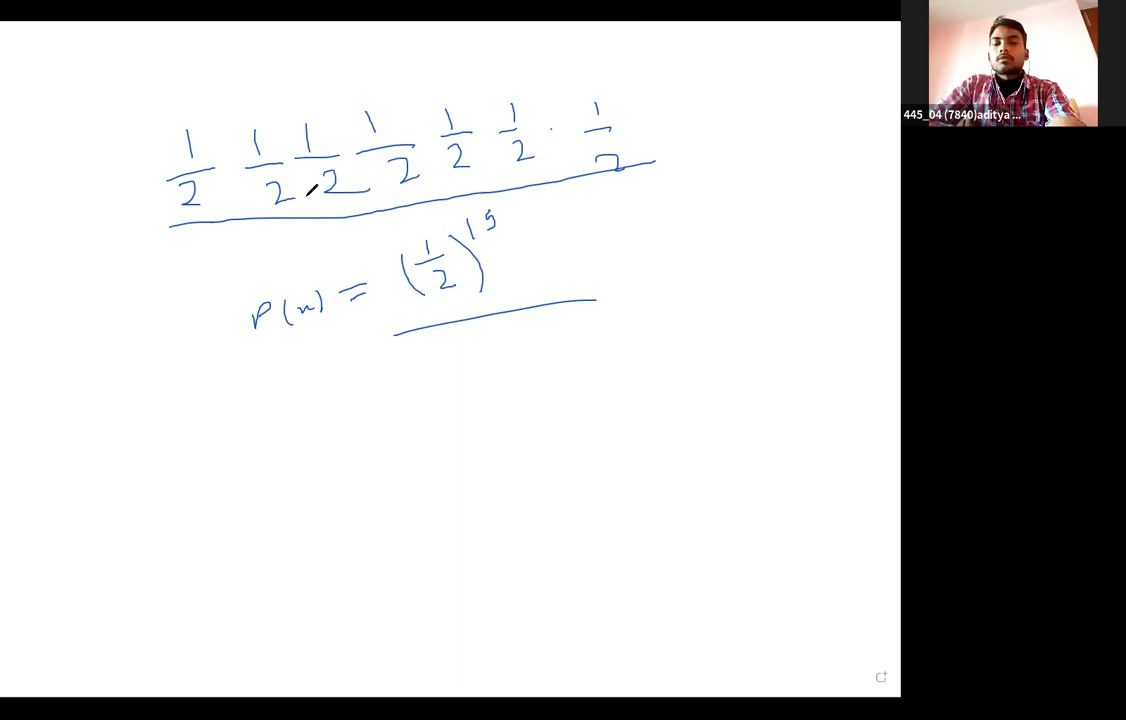 1/2 1/2 1/2 1/2 1/2 1/2 . 1/2
P(n) = (1/2)^15
445_04 (7840)aditya ...